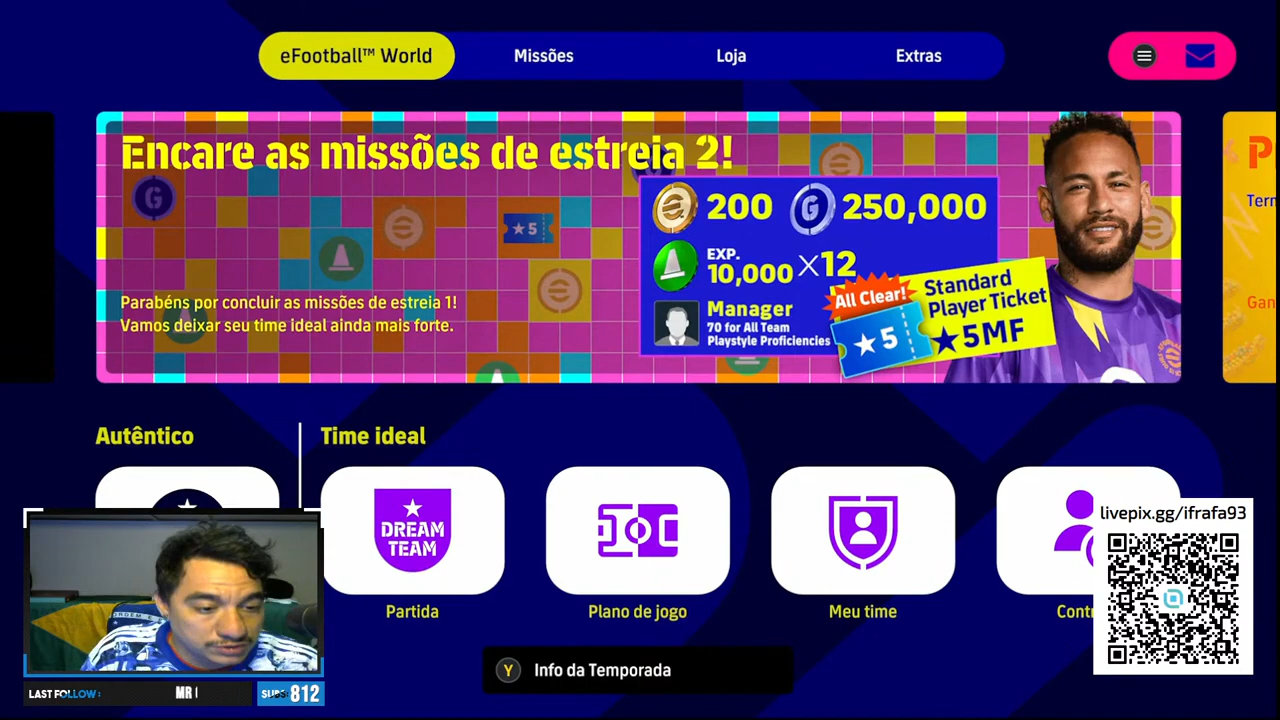 eFootball™ World
Missões
Loja
Extras
Encare as missões de estreia 2!
G
★5
Parabéns por concluir as missões de estreia 1!
Vamos deixar seu time ideal ainda mais forte.
200
G
250,000
EXP.
10,000 ×12
Manager
70 for All Team
Playstyle Proficiencies
All Clear!
★5
Standard
Player Ticket
★5MF
Autêntico
Time ideal
DREAM
TEAM
Partida
Plano de jogo
Meu time
livepix.gg/ifrafa93
Y
Info da Temporada
LAST FOLLOW:
MR
SUBS: 812